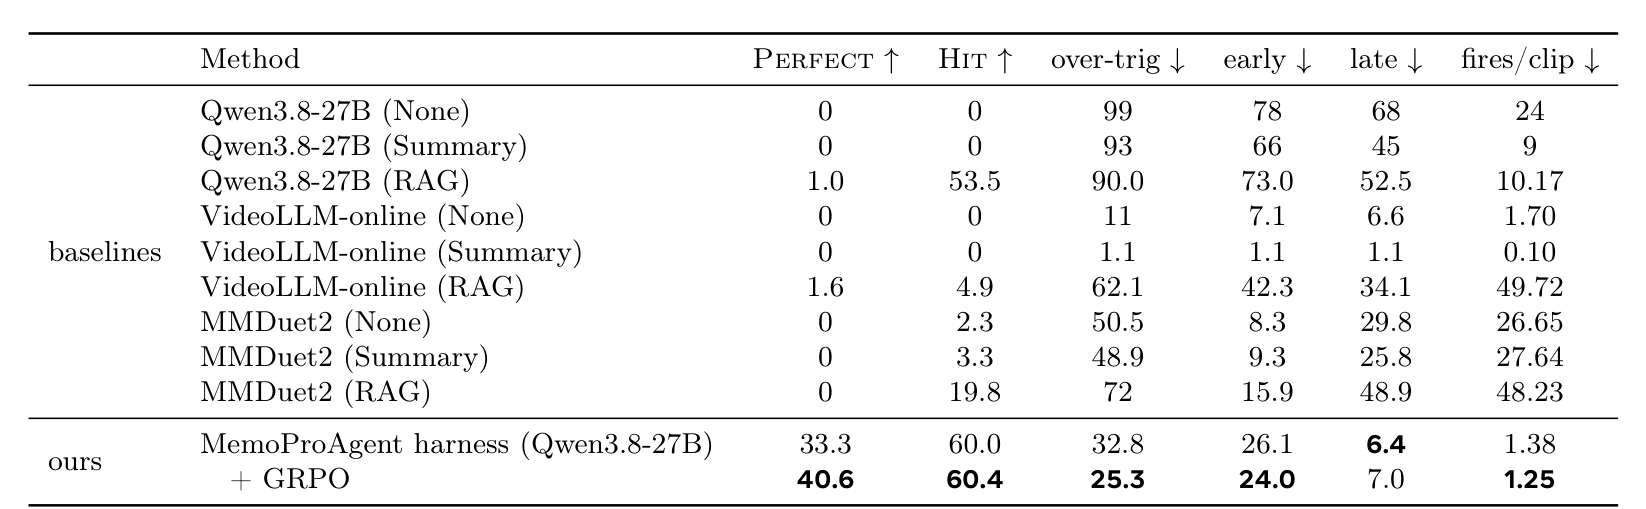 Method PERFECT ↑ HIT ↑ over-trig ↓ early ↓ late ↓ fires/clip ↓
Qwen3.8-27B (None) 0 0 99 78 68 24
Qwen3.8-27B (Summary) 0 0 93 66 45 9
Qwen3.8-27B (RAG) 1.0 53.5 90.0 73.0 52.5 10.17
VideoLLM-online (None) 0 0 11 7.1 6.6 1.70
baselines VideoLLM-online (Summary) 0 0 1.1 1.1 1.1 0.10
VideoLLM-online (RAG) 1.6 4.9 62.1 42.3 34.1 49.72
MMDuet2 (None) 0 2.3 50.5 8.3 29.8 26.65
MMDuet2 (Summary) 0 3.3 48.9 9.3 25.8 27.64
MMDuet2 (RAG) 0 19.8 72 15.9 48.9 48.23
ours
MemoProAgent harness (Qwen3.8-27B) 33.3 60.0 32.8 26.1 6.4 1.38
+ GRPO 40.6 60.4 25.3 24.0 7.0 1.25